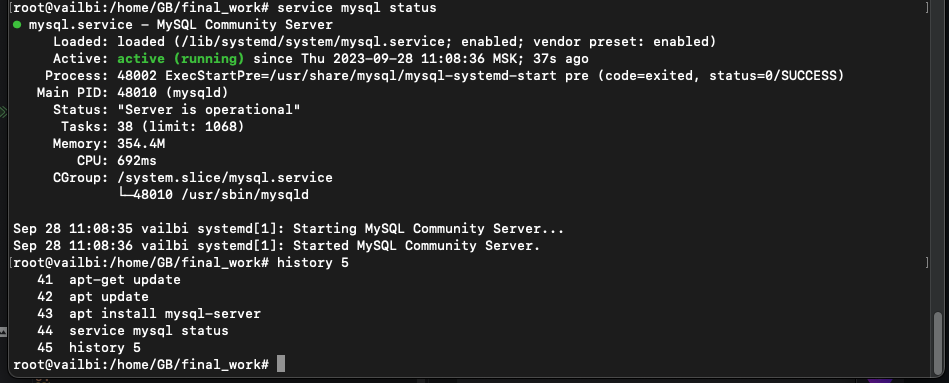 [root@vailbi:/home/GB/final_work# service mysql status ]
● mysql.service - MySQL Community Server
Loaded: loaded (/lib/systemd/system/mysql.service; enabled; vendor preset: enabled)
Active: active (running) since Thu 2023-09-28 11:08:36 MSK; 37s ago
Process: 48002 ExecStartPre=/usr/share/mysql/mysql-systemd-start pre (code=exited, status=0/SUCCESS)
Main PID: 48010 (mysqld)
Status: "Server is operational"
Tasks: 38 (limit: 1068)
Memory: 354.4M
CPU: 692ms
CGroup: /system.slice/mysql.service
└─48010 /usr/sbin/mysqld
Sep 28 11:08:35 vailbi systemd[1]: Starting MySQL Community Server...
Sep 28 11:08:36 vailbi systemd[1]: Started MySQL Community Server.
[root@vailbi:/home/GB/final_work# history 5 ]
41 apt-get update
42 apt update
43 apt install mysql-server
44 service mysql status
45 history 5
root@vailbi:/home/GB/final_work#